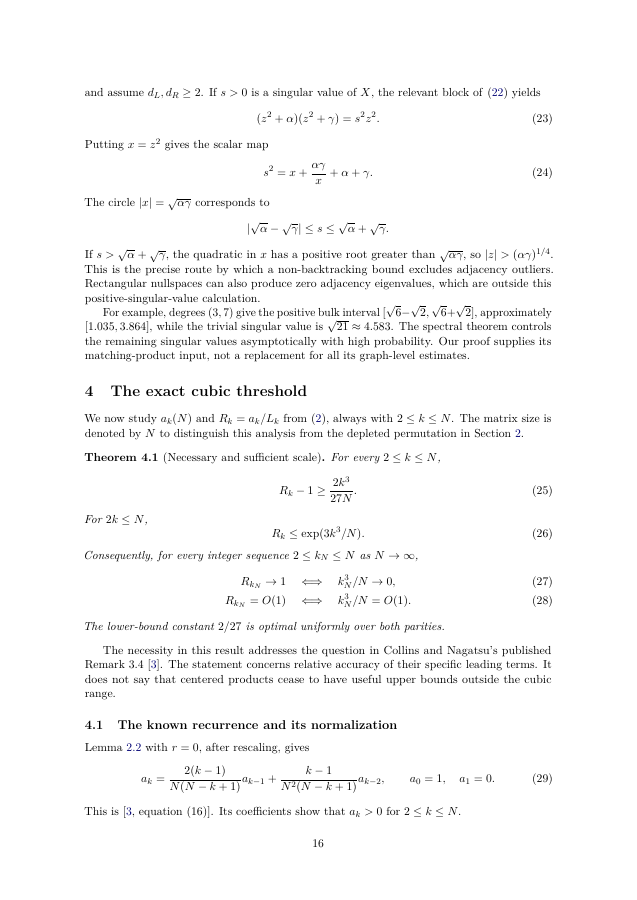 and assume d_L, d_R ≥ 2. If s > 0 is a singular value of X, the relevant block of (22) yields
(z² + α)(z² + γ) = s²z². (23)
Putting x = z² gives the scalar map
s² = x + αγ/x + α + γ. (24)
The circle |x| = √αγ corresponds to
|√α − √γ| ≤ s ≤ √α + √γ.
If s > √α + √γ, the quadratic in x has a positive root greater than √αγ, so |z| > (αγ)^{1/4}.
This is the precise route by which a non-backtracking bound excludes adjacency outliers.
Rectangular nullspaces can also produce zero adjacency eigenvalues, which are outside this
positive-singular-value calculation.
For example, degrees (3, 7) give the positive bulk interval [√6−√2, √6+√2], approximately
[1.035, 3.864], while the trivial singular value is √21 ≈ 4.583. The spectral theorem controls
the remaining singular values asymptotically with high probability. Our proof supplies its
matching-product input, not a replacement for all its graph-level estimates.
4 The exact cubic threshold
We now study a_k(N) and R_k = a_k/L_k from (2), always with 2 ≤ k ≤ N. The matrix size is
denoted by N to distinguish this analysis from the depleted permutation in Section 2.
Theorem 4.1 (Necessary and sufficient scale). For every 2 ≤ k ≤ N,
R_k − 1 ≥ 2k³/27N. (25)
For 2k ≤ N,
R_k ≤ exp(3k³/N). (26)
Consequently, for every integer sequence 2 ≤ k_N ≤ N as N → ∞,
R_{k_N} → 1 ⟺ k_N³/N → 0, (27)
R_{k_N} = O(1) ⟺ k_N³/N = O(1). (28)
The lower-bound constant 2/27 is optimal uniformly over both parities.
The necessity in this result addresses the question in Collins and Nagatsu's published
Remark 3.4 [3]. The statement concerns relative accuracy of their specific leading terms. It
does not say that centered products cease to have useful upper bounds outside the cubic
range.
4.1 The known recurrence and its normalization
Lemma 2.2 with r = 0, after rescaling, gives
a_k = 2(k − 1)/N(N − k + 1) a_{k−1} + k − 1/N²(N − k + 1) a_{k−2}, a_0 = 1, a_1 = 0. (29)
This is [3, equation (16)]. Its coefficients show that a_k > 0 for 2 ≤ k ≤ N.
16